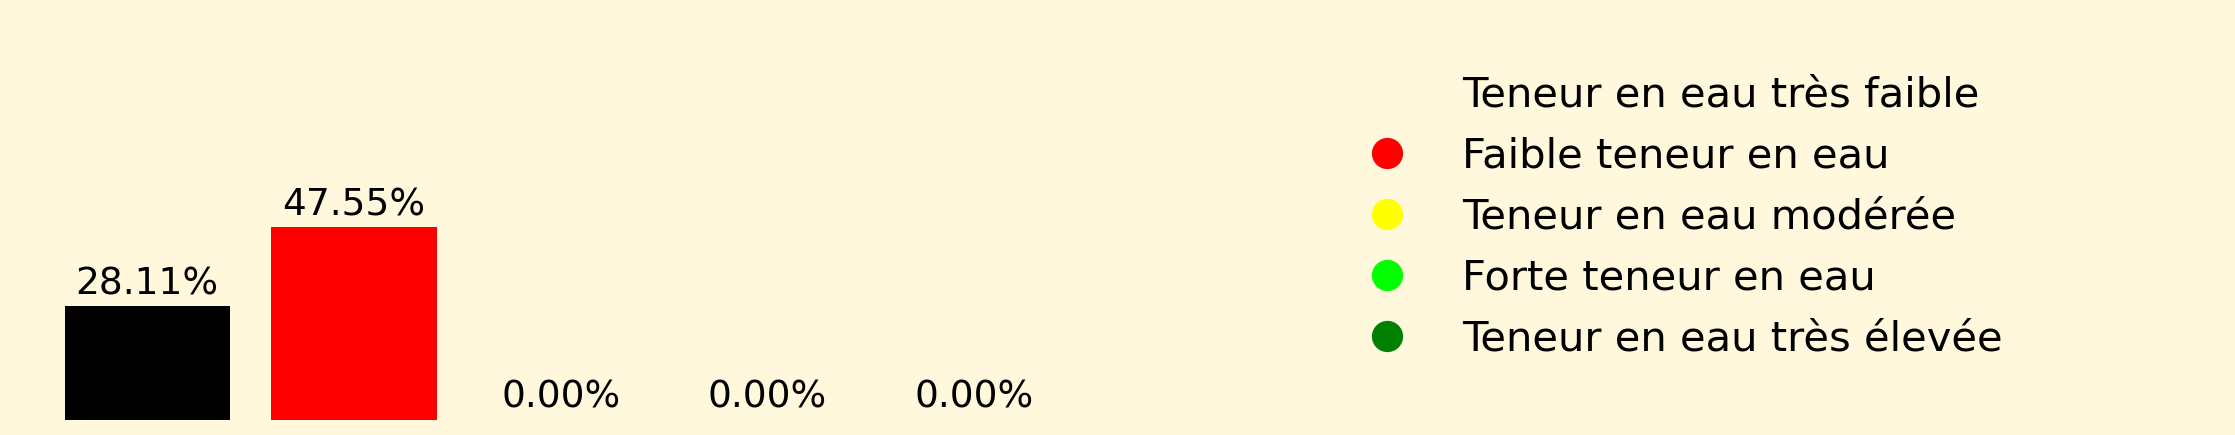 28.11%
47.55%
0.00%
0.00%
0.00%
Teneur en eau très faible
Faible teneur en eau
Teneur en eau modérée
Forte teneur en eau
Teneur en eau très élevée